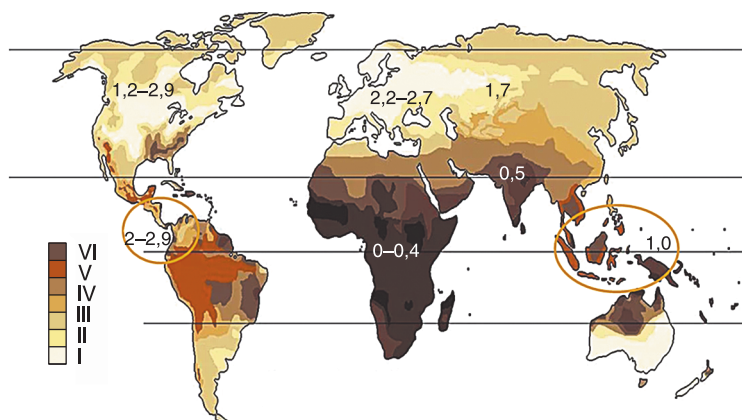 1,2–2,9
2,2–2,7
1,7
0,5
2–2,9
0–0,4
1,0
VI
V
IV
III
II
I